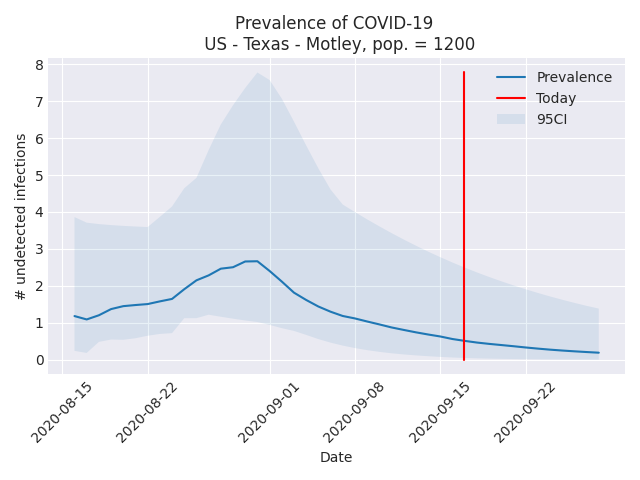 Prevalence of COVID-19
US - Texas - Motley, pop. = 1200
# undetected infections
8
7
6
5
4
3
2
1
0
Prevalence
Today
95CI
2020-08-15
2020-08-22
2020-09-01
2020-09-08
2020-09-15
2020-09-22
Date